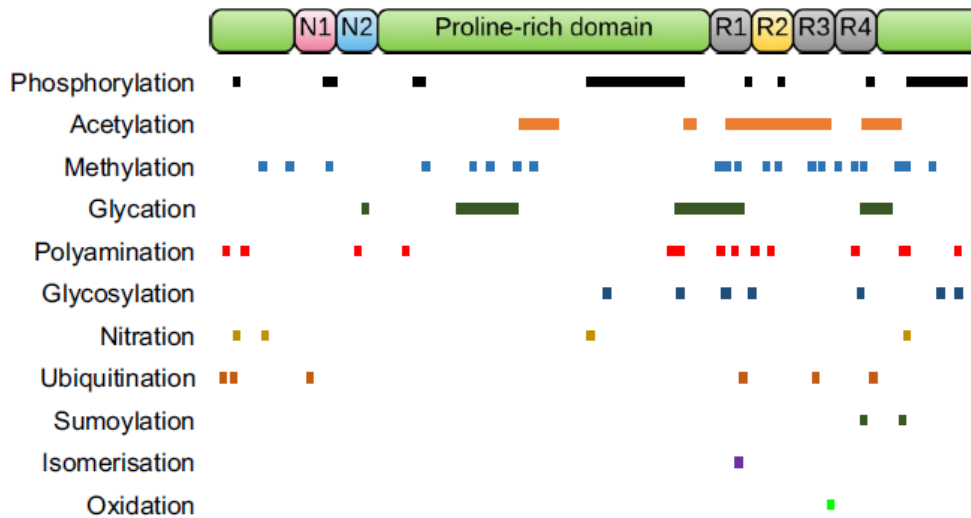 N1 N2 Proline-rich domain R1 R2 R3 R4
Phosphorylation
Acetylation
Methylation
Glycation
Polyamination
Glycosylation
Nitration
Ubiquitination
Sumoylation
Isomerisation
Oxidation